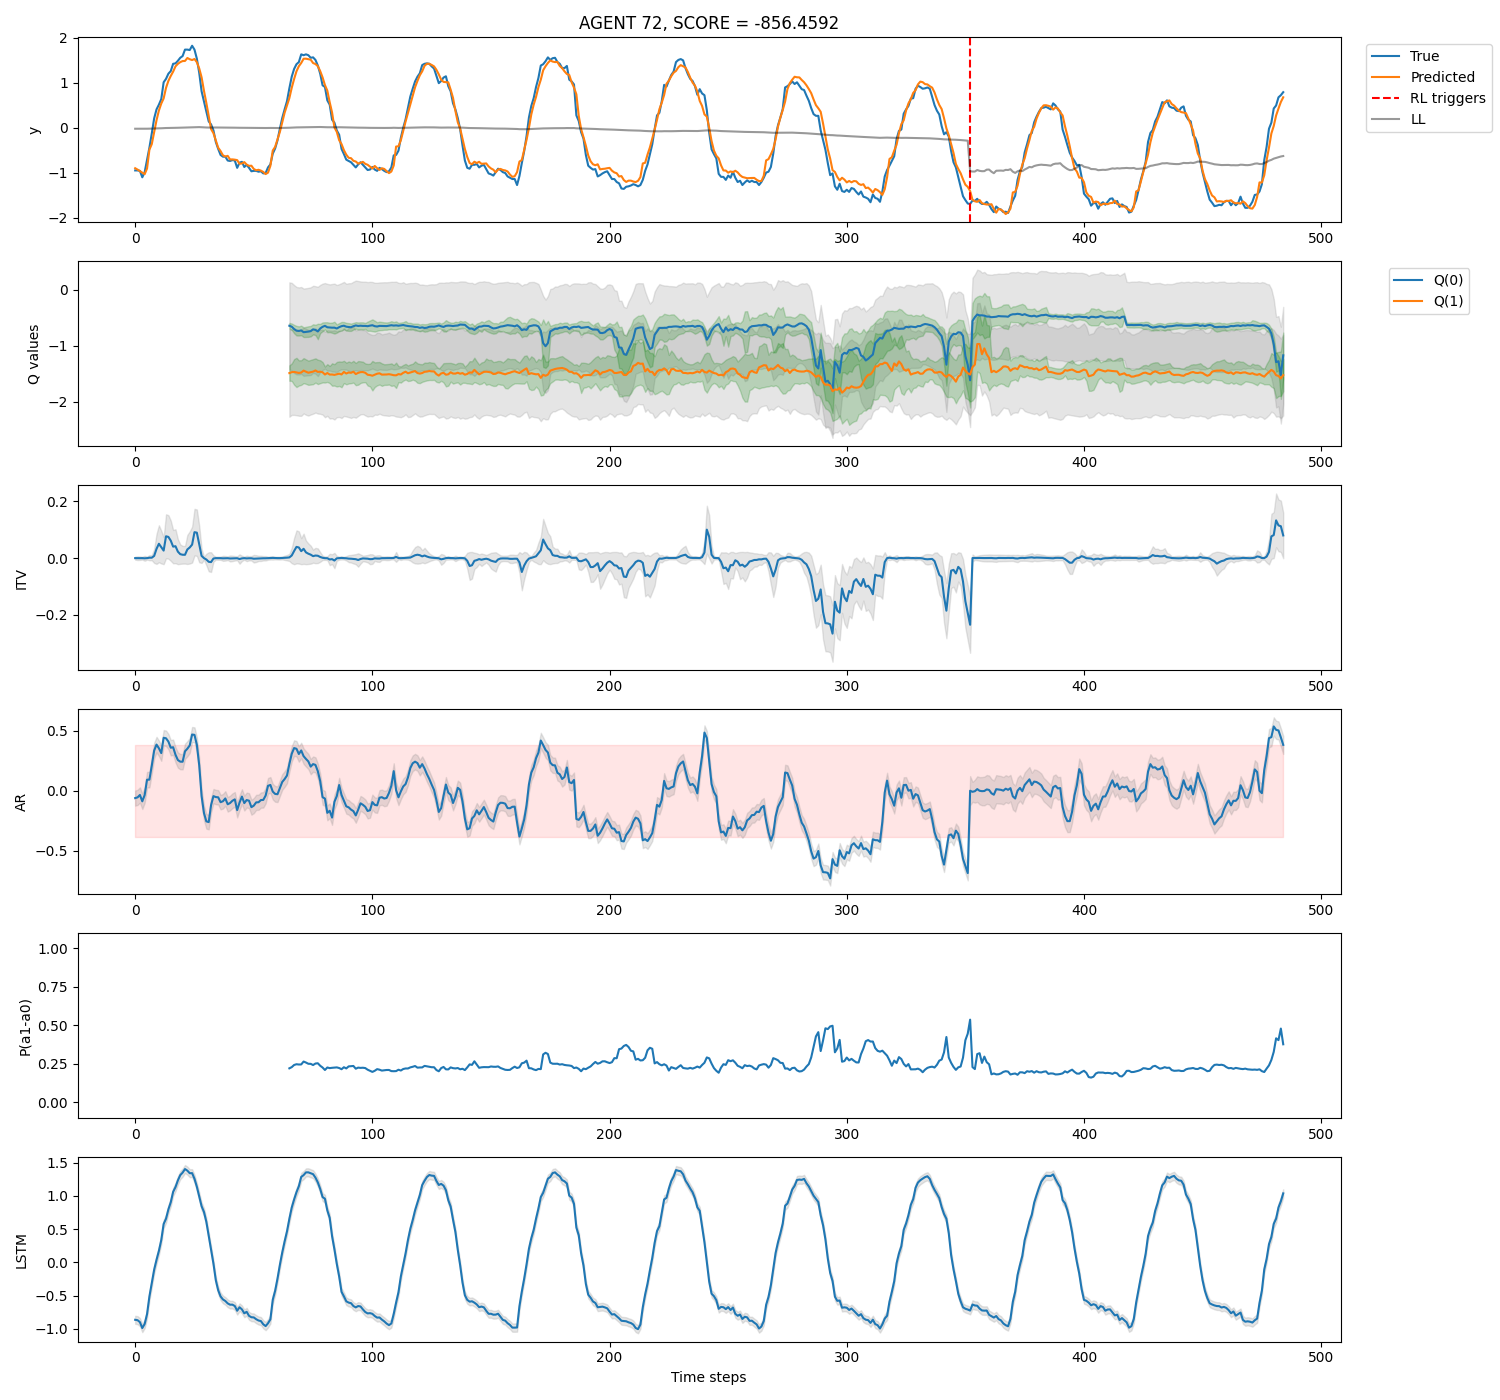 AGENT 72, SCORE = -856.4592
2
1
0
−1
−2
y
0 100 200 300 400 500
True
Predicted
RL triggers
LL
0
−1
−2
Q values
0 100 200 300 400 500
Q(0)
Q(1)
0.2
0.0
−0.2
ITV
0 100 200 300 400 500
0.5
0.0
−0.5
AR
0 100 200 300 400 500
1.00
0.75
0.50
0.25
0.00
P(a1-a0)
0 100 200 300 400 500
1.5
1.0
0.5
0.0
−0.5
−1.0
LSTM
0 100 200 300 400 500
Time steps